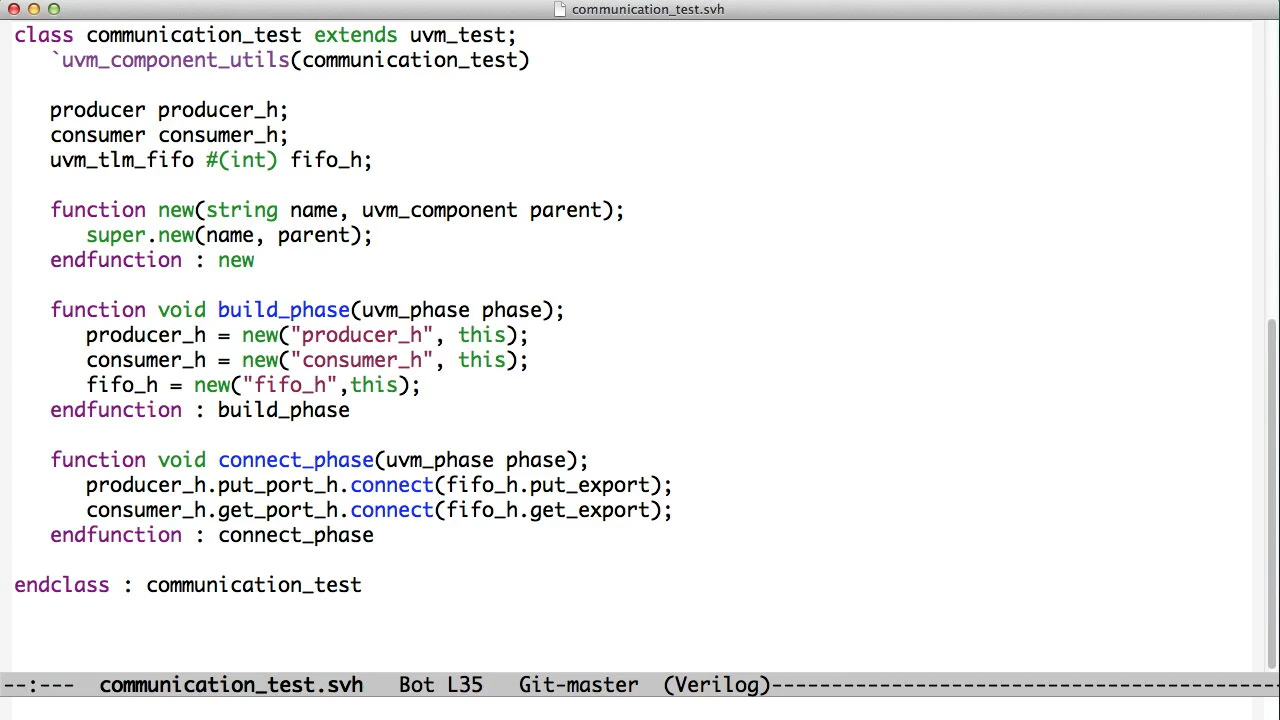 communication_test.svh
class communication_test extends uvm_test;
`uvm_component_utils(communication_test)
producer producer_h;
consumer consumer_h;
uvm_tlm_fifo #(int) fifo_h;
function new(string name, uvm_component parent);
super.new(name, parent);
endfunction : new
function void build_phase(uvm_phase phase);
producer_h = new("producer_h", this);
consumer_h = new("consumer_h", this);
fifo_h = new("fifo_h",this);
endfunction : build_phase
function void connect_phase(uvm_phase phase);
producer_h.put_port_h.connect(fifo_h.put_export);
consumer_h.get_port_h.connect(fifo_h.get_export);
endfunction : connect_phase
endclass : communication_test
--:--- communication_test.svh Bot L35 Git-master (Verilog)------------------------------------------